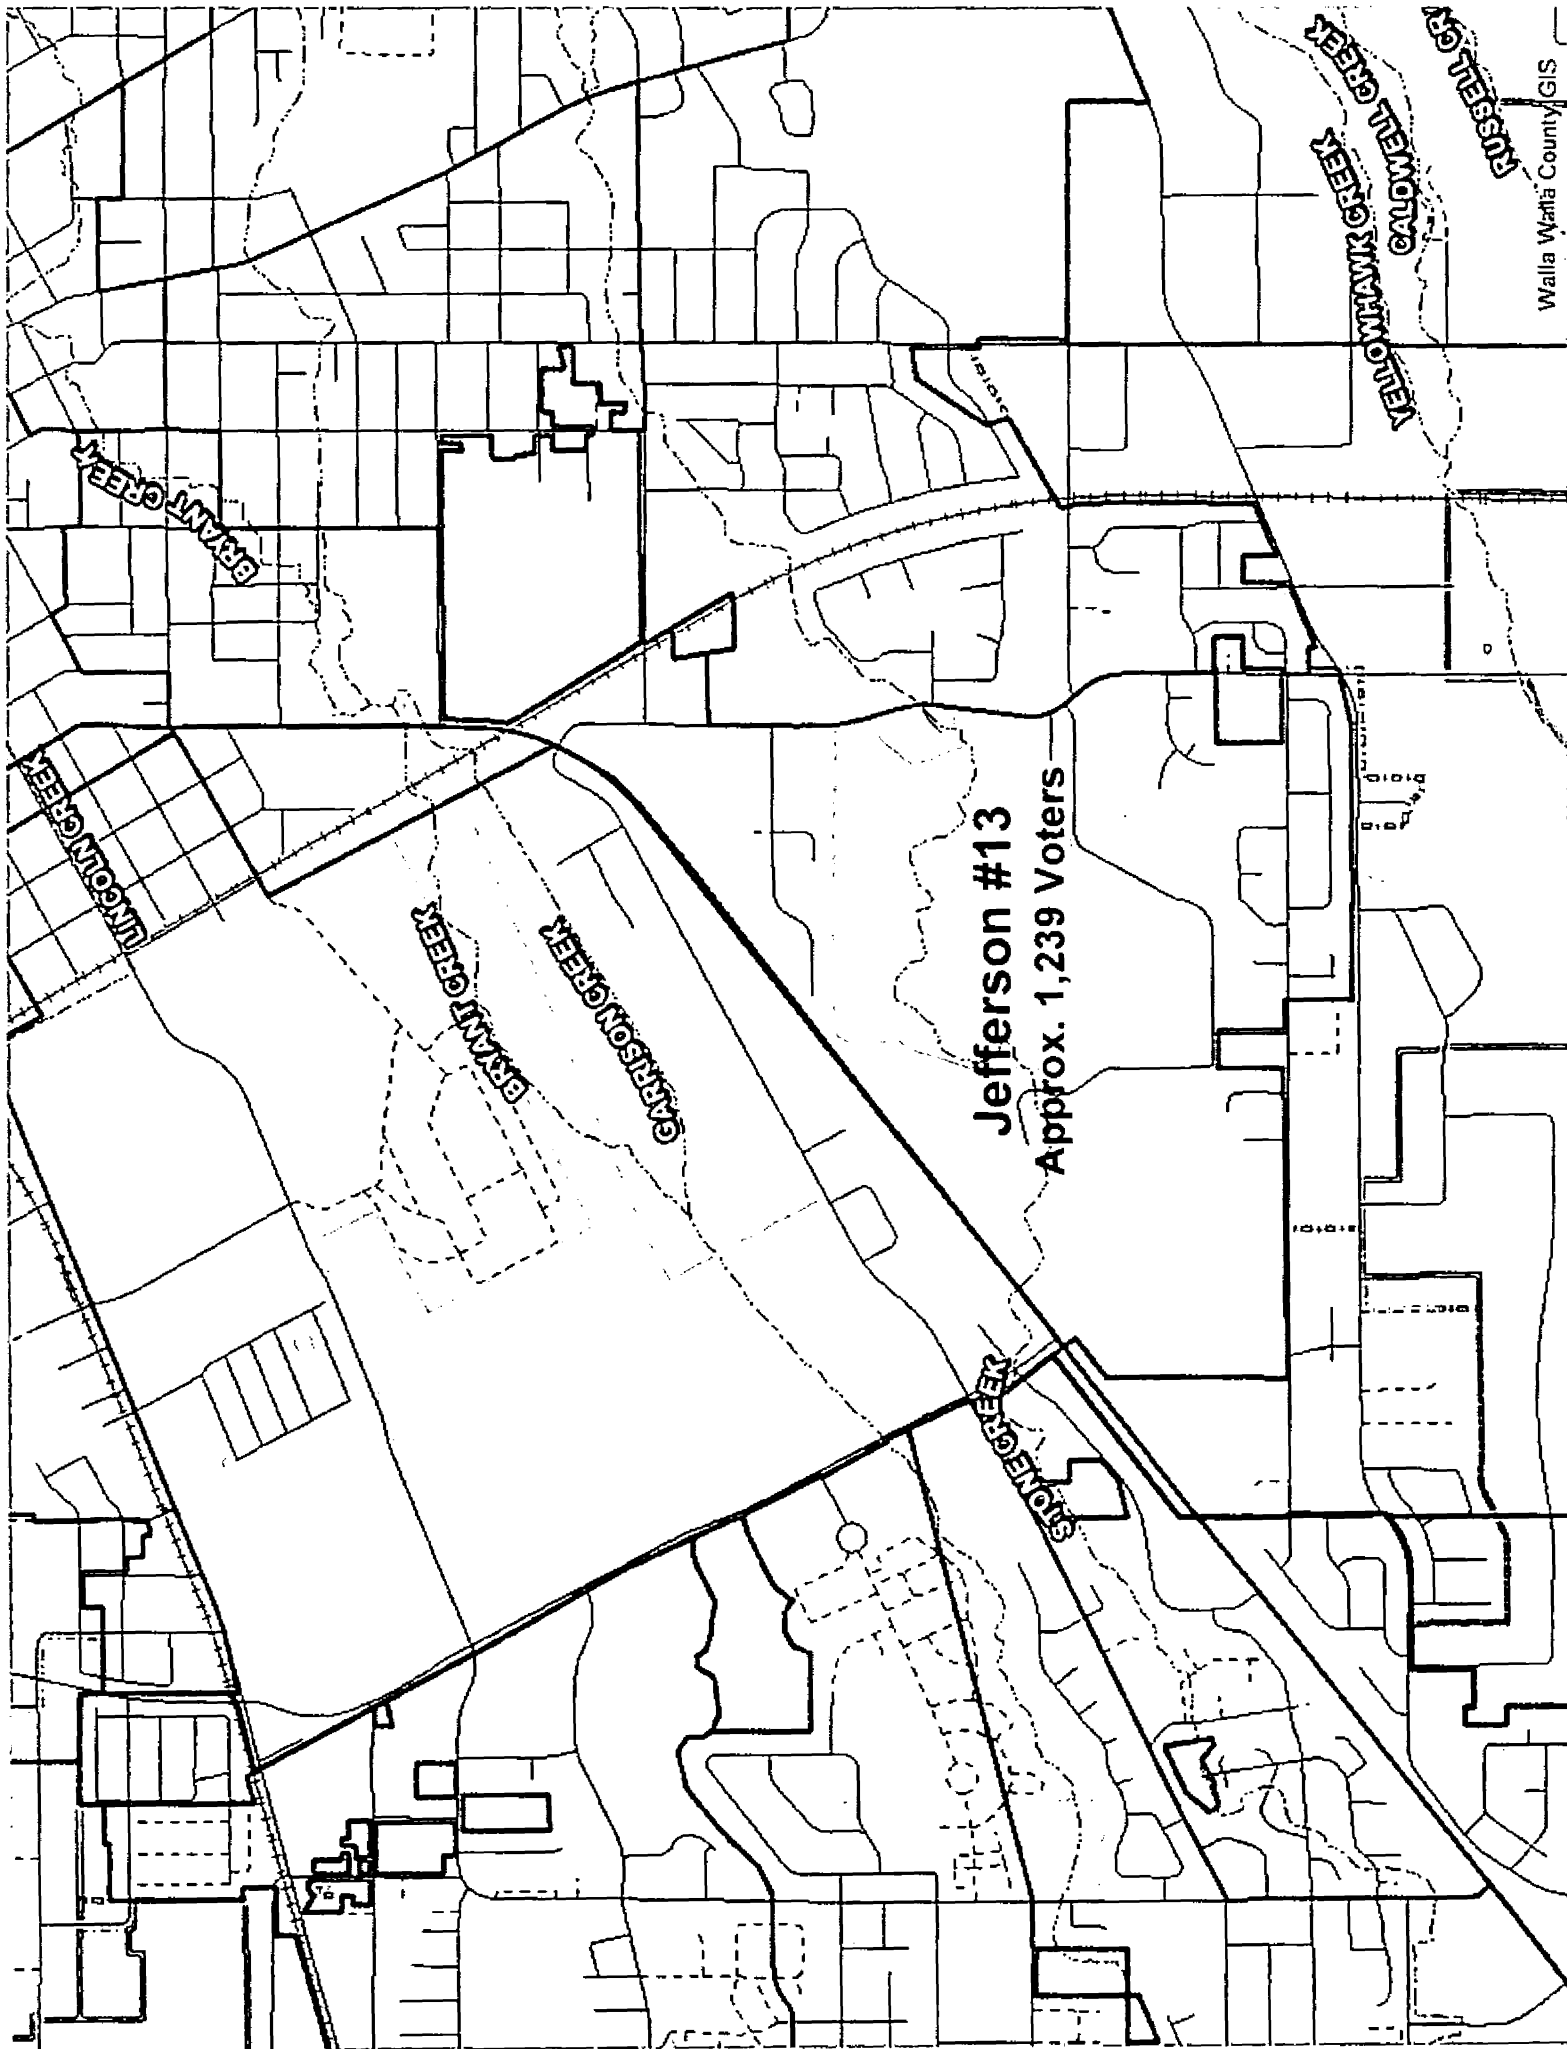 LINCOLN CREEK
BRYANT CREEK
BRYANT CREEK
GARRISON CREEK
STONE CREEK
Jefferson #13
Approx. 1,239 Voters
YELLOWHAWK CREEK
CALDWELL CREEK
RUSSELL CR
Walla Walla County GIS